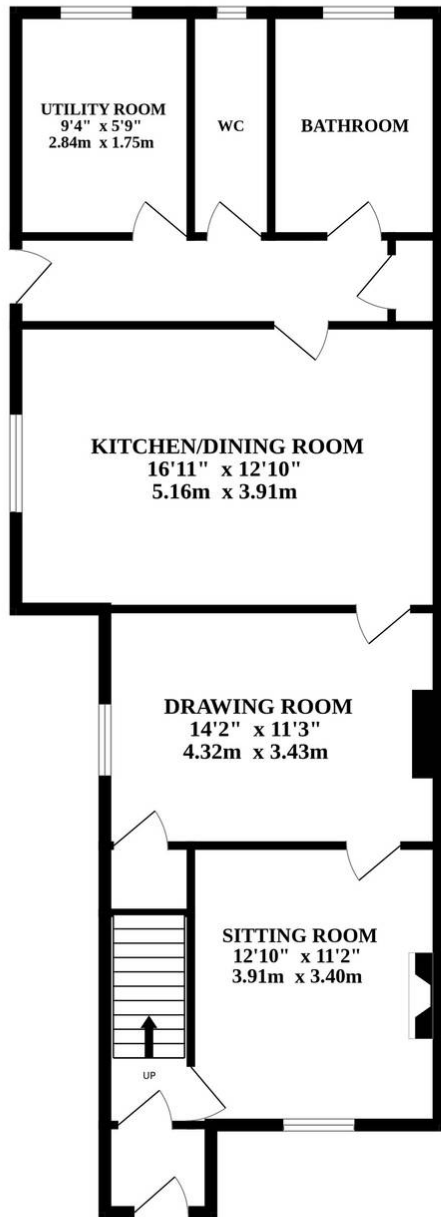 UTILITY ROOM
9'4" x 5'9"
2.84m x 1.75m
WC
BATHROOM
KITCHEN/DINING ROOM
16'11" x 12'10"
5.16m x 3.91m
DRAWING ROOM
14'2" x 11'3"
4.32m x 3.43m
SITTING ROOM
12'10" x 11'2"
3.91m x 3.40m
UP